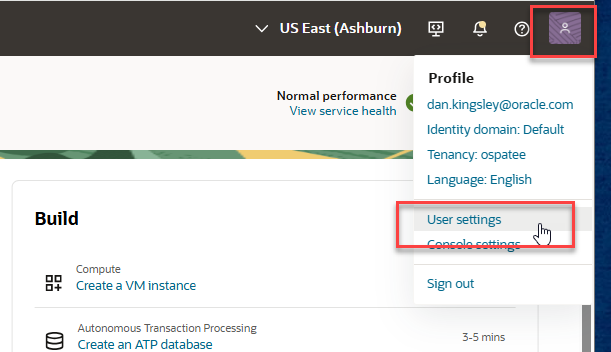 US East (Ashburn)
Profile
dan.kingsley@oracle.com
Identity domain: Default
Tenancy: ospatee
Language: English
User settings
Console settings
Sign out
Normal performance
View service health
Build
Compute
Create a VM instance
Autonomous Transaction Processing
Create an ATP database
3-5 mins